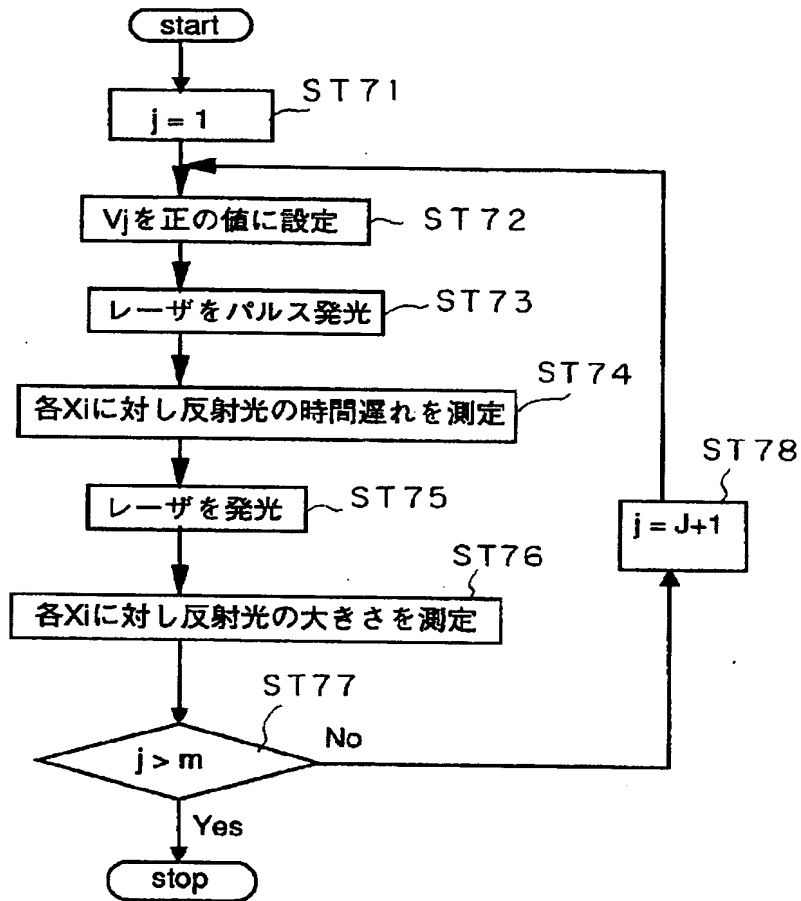 start
ST71
j = 1
Vjを正の値に設定
ST72
レーザをパルス発光
ST73
ST74
各Xiに対し反射光の時間遅れを測定
レーザを発光
ST75
ST78
j = J+1
ST76
各Xiに対し反射光の大きさを測定
ST77
j > m
No
Yes
stop